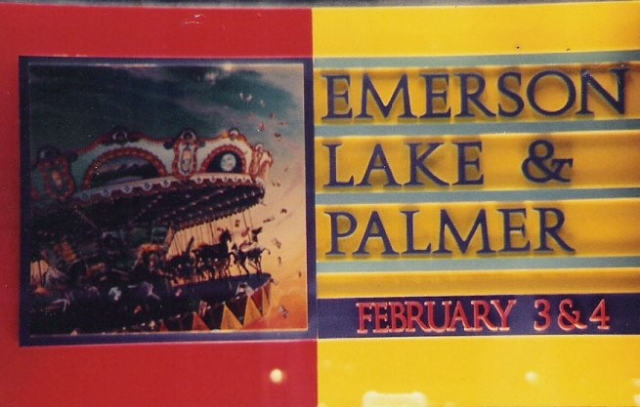 EMERSON
LAKE &
PALMER
FEBRUARY 3 & 4